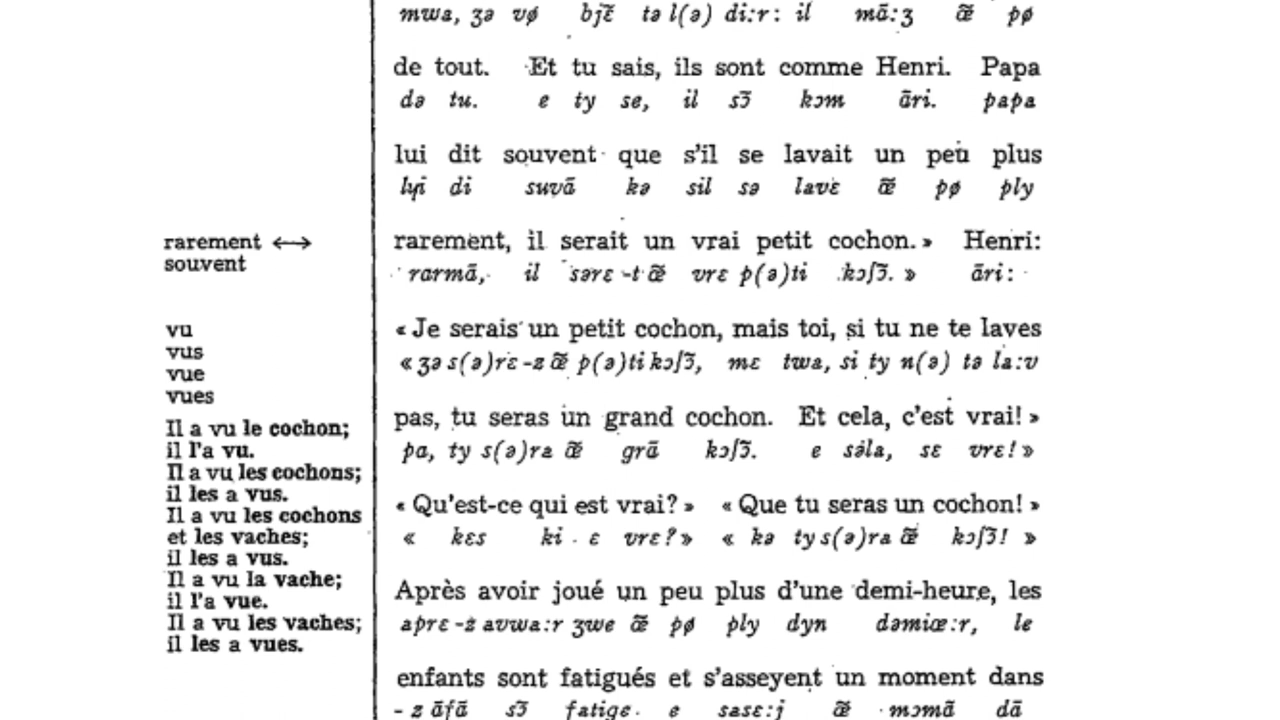 mwa, ʒə vø bjɛ̃ tə l(ə) di:r: il mã:ʒ œ̃ pø
de tout. Et tu sais, ils sont comme Henri. Papa
də tu. e ty se, il sɔ̃ kɔm ãri. papa
lui dit souvent que s'il se lavait un peu plus
lɥi di suvã kə sil sə lavɛ œ̃ pø ply
rarement, il serait un vrai petit cochon. » Henri:
rarmã, il sərɛ -t œ̃ vrɛ p(ə)ti kɔʃɔ̃. » ãri:
« Je serais un petit cochon, mais toi, si tu ne te laves
« ʒə s(ə)rɛ -z œ̃ p(ə)ti kɔʃɔ̃, mɛ twa, si ty n(ə) tə la:v
pas, tu seras un grand cochon. Et cela, c'est vrai! »
pa, ty s(ə)ra œ̃ grã kɔʃɔ̃. e səla, sɛ vrɛ! »
« Qu'est-ce qui est vrai? » « Que tu seras un cochon! »
« kɛs ki ɛ vrɛ? » « kə ty s(ə)ra œ̃ kɔʃɔ̃! »
Après avoir joué un peu plus d'une demi-heure, les
aprɛ -z avwa:r ʒwe œ̃ pø ply dyn dəmiœ:r, le
enfants sont fatigués et s'asseyent un moment dans
- z ãfã sɔ̃ fatige e sasɛ:j œ̃ mɔmã dã
rarement ↔
souvent
vu
vus
vue
vues
Il a vu le cochon;
il l'a vu.
Il a vu les cochons;
il les a vus.
Il a vu les cochons
et les vaches;
il les a vus.
Il a vu la vache;
il l'a vue.
Il a vu les vaches;
il les a vues.